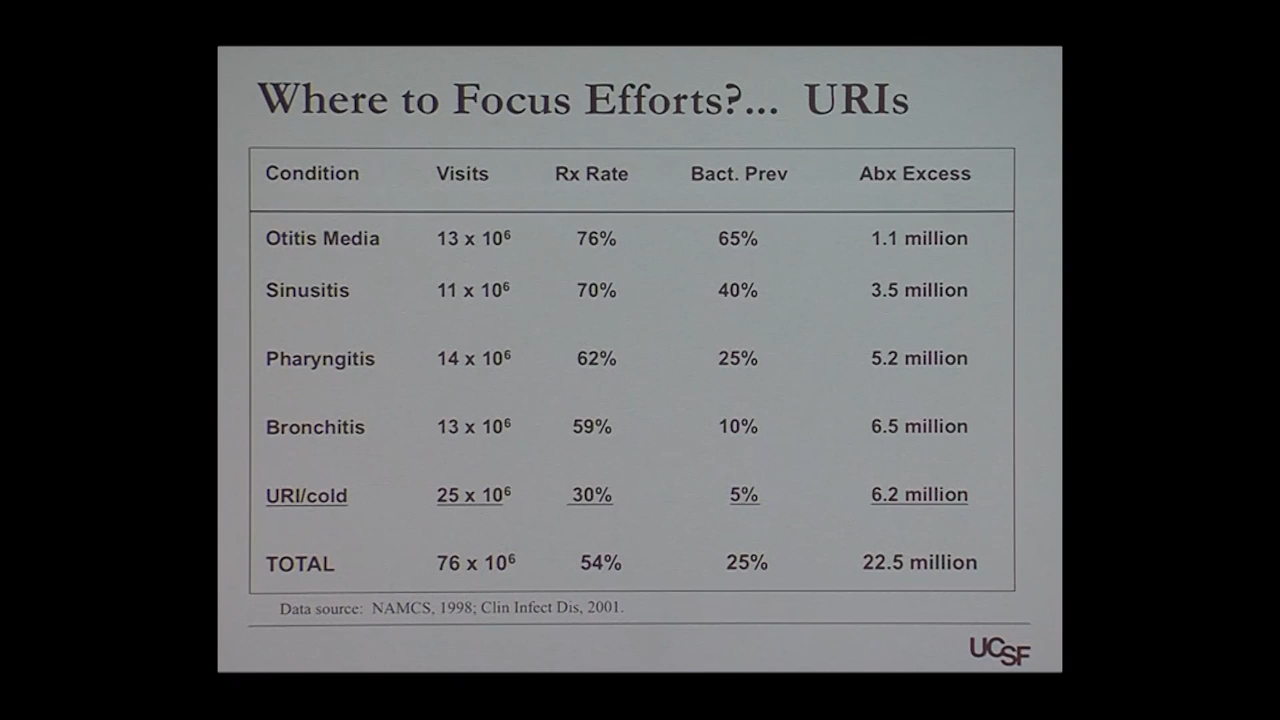 Where to Focus Efforts?... URIs
Condition Visits Rx Rate Bact. Prev Abx Excess
Otitis Media 13 x 10⁶ 76% 65% 1.1 million
Sinusitis 11 x 10⁶ 70% 40% 3.5 million
Pharyngitis 14 x 10⁶ 62% 25% 5.2 million
Bronchitis 13 x 10⁶ 59% 10% 6.5 million
URI/cold 25 x 10⁶ 30% 5% 6.2 million
TOTAL 76 x 10⁶ 54% 25% 22.5 million
Data source: NAMCS, 1998; Clin Infect Dis, 2001.
UCSF